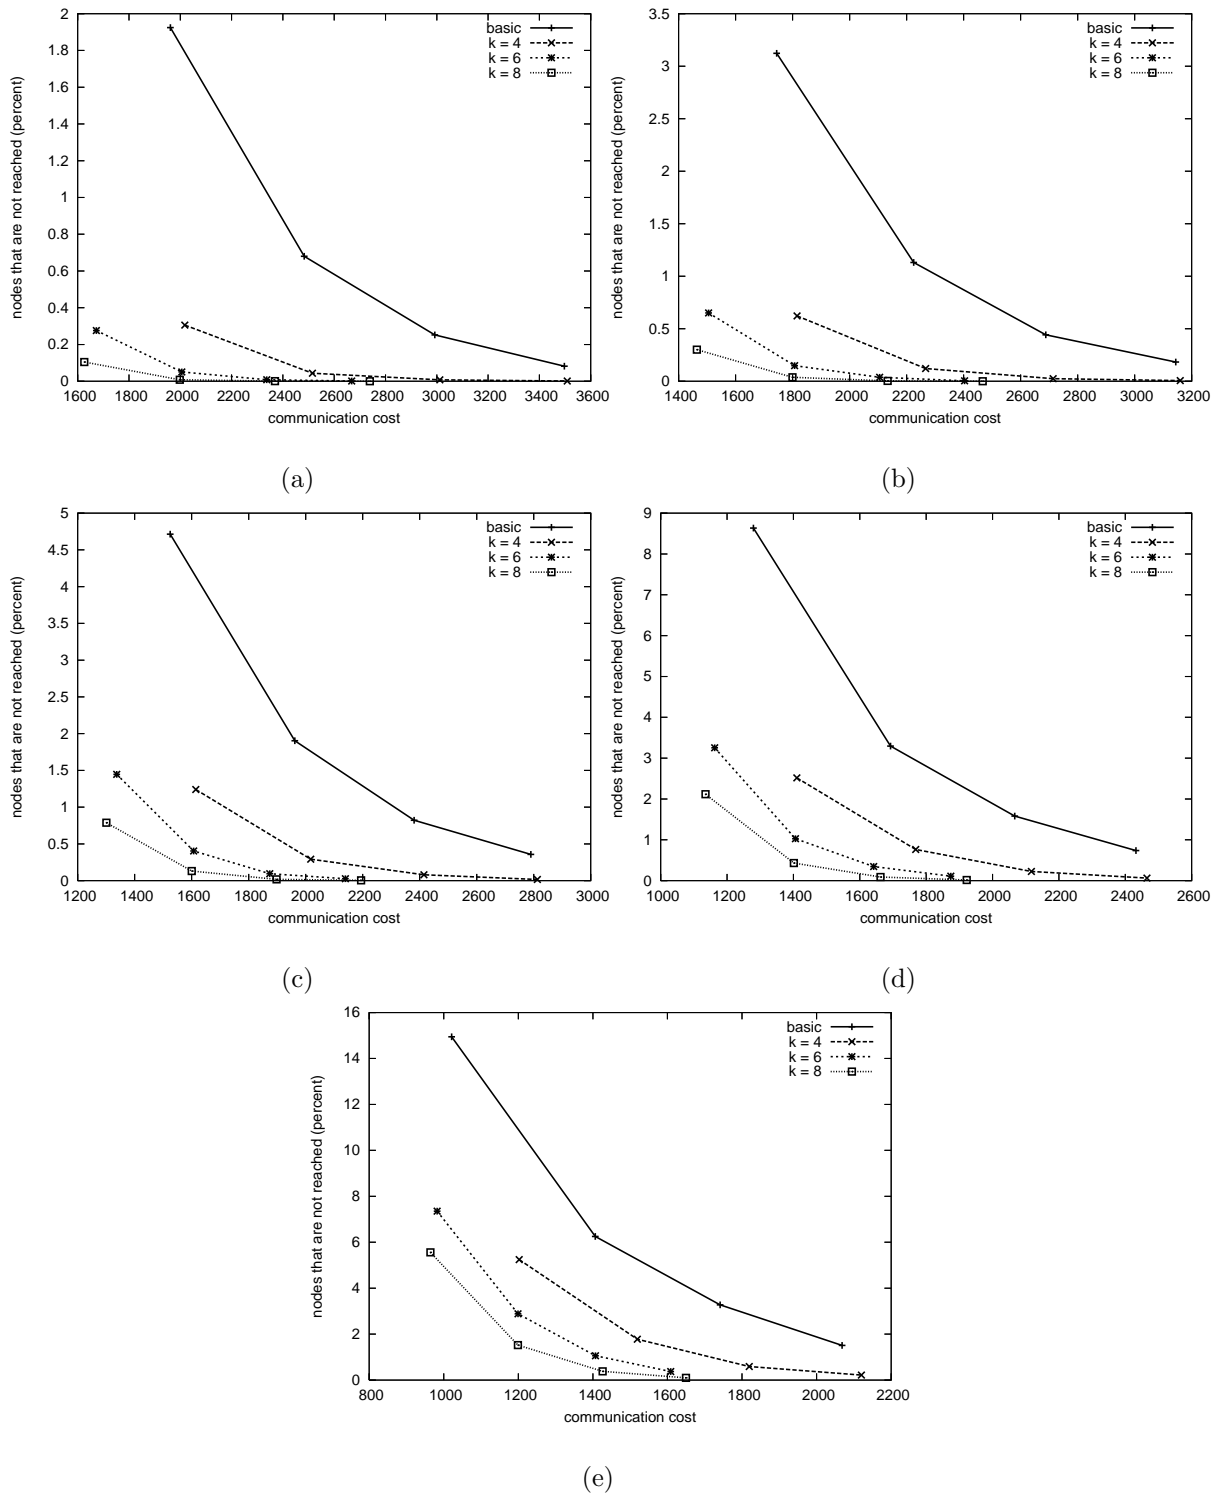 2
1.8
1.6
1.4
1.2
1
0.8
0.6
0.4
0.2
0
1600 1800 2000 2200 2400 2600 2800 3000 3200 3400 3600
nodes that are not reached (percent)
communication cost
basic
k = 4
k = 6
k = 8
(a)
3.5
3
2.5
2
1.5
1
0.5
0
1400 1600 1800 2000 2200 2400 2600 2800 3000 3200
nodes that are not reached (percent)
communication cost
basic
k = 4
k = 6
k = 8
(b)
5
4.5
4
3.5
3
2.5
2
1.5
1
0.5
0
1200 1400 1600 1800 2000 2200 2400 2600 2800 3000
nodes that are not reached (percent)
communication cost
basic
k = 4
k = 6
k = 8
(c)
9
8
7
6
5
4
3
2
1
0
1000 1200 1400 1600 1800 2000 2200 2400 2600
nodes that are not reached (percent)
communication cost
basic
k = 4
k = 6
k = 8
(d)
16
14
12
10
8
6
4
2
0
800 1000 1200 1400 1600 1800 2000 2200
nodes that are not reached (percent)
communication cost
basic
k = 4
k = 6
k = 8
(e)